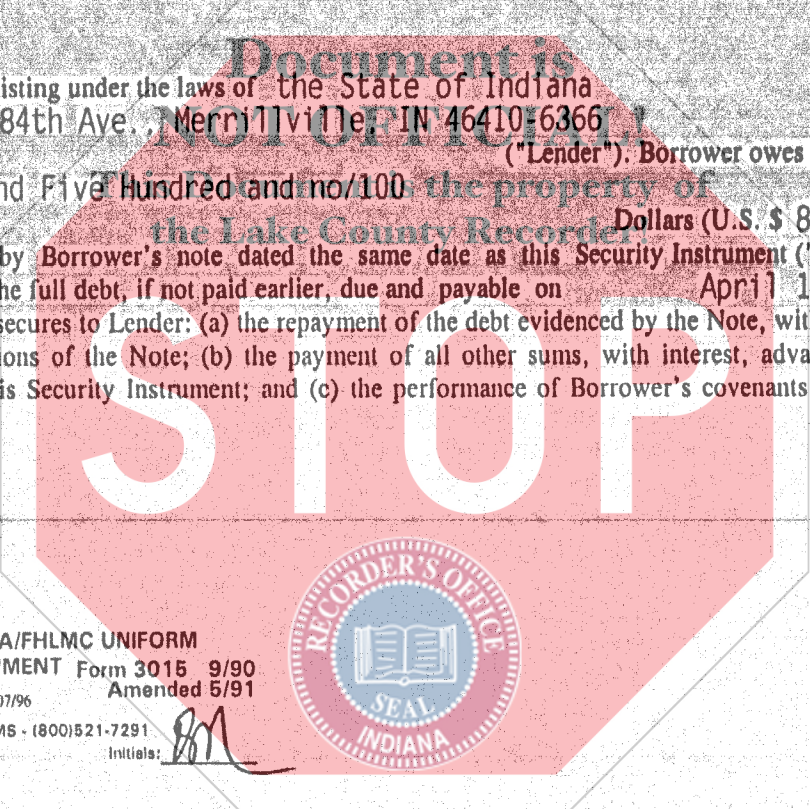 Document is
isting under the laws of the State of Indiana
NOT OFFICIAL!
84th Ave., Merrillville, IN 46410-6366
("Lender"). Borrower owes
This Document is the property of
nd Five Hundred and no/100
the Lake County Recorder!
Dollars (U.S. $ 8
by Borrower's note dated the same date as this Security Instrument (
he full debt, if not paid earlier, due and payable on April 1
secures to Lender: (a) the repayment of the debt evidenced by the Note, wit
ions of the Note; (b) the payment of all other sums, with interest, adva
is Security Instrument; and (c) the performance of Borrower's covenants
STOP
RECORDER'S OFFICE
SEAL
INDIANA
A/FHLMC UNIFORM
MENT Form 3015 9/90
Amended 5/91
07/96
MS - (800)521-7291
Initials: